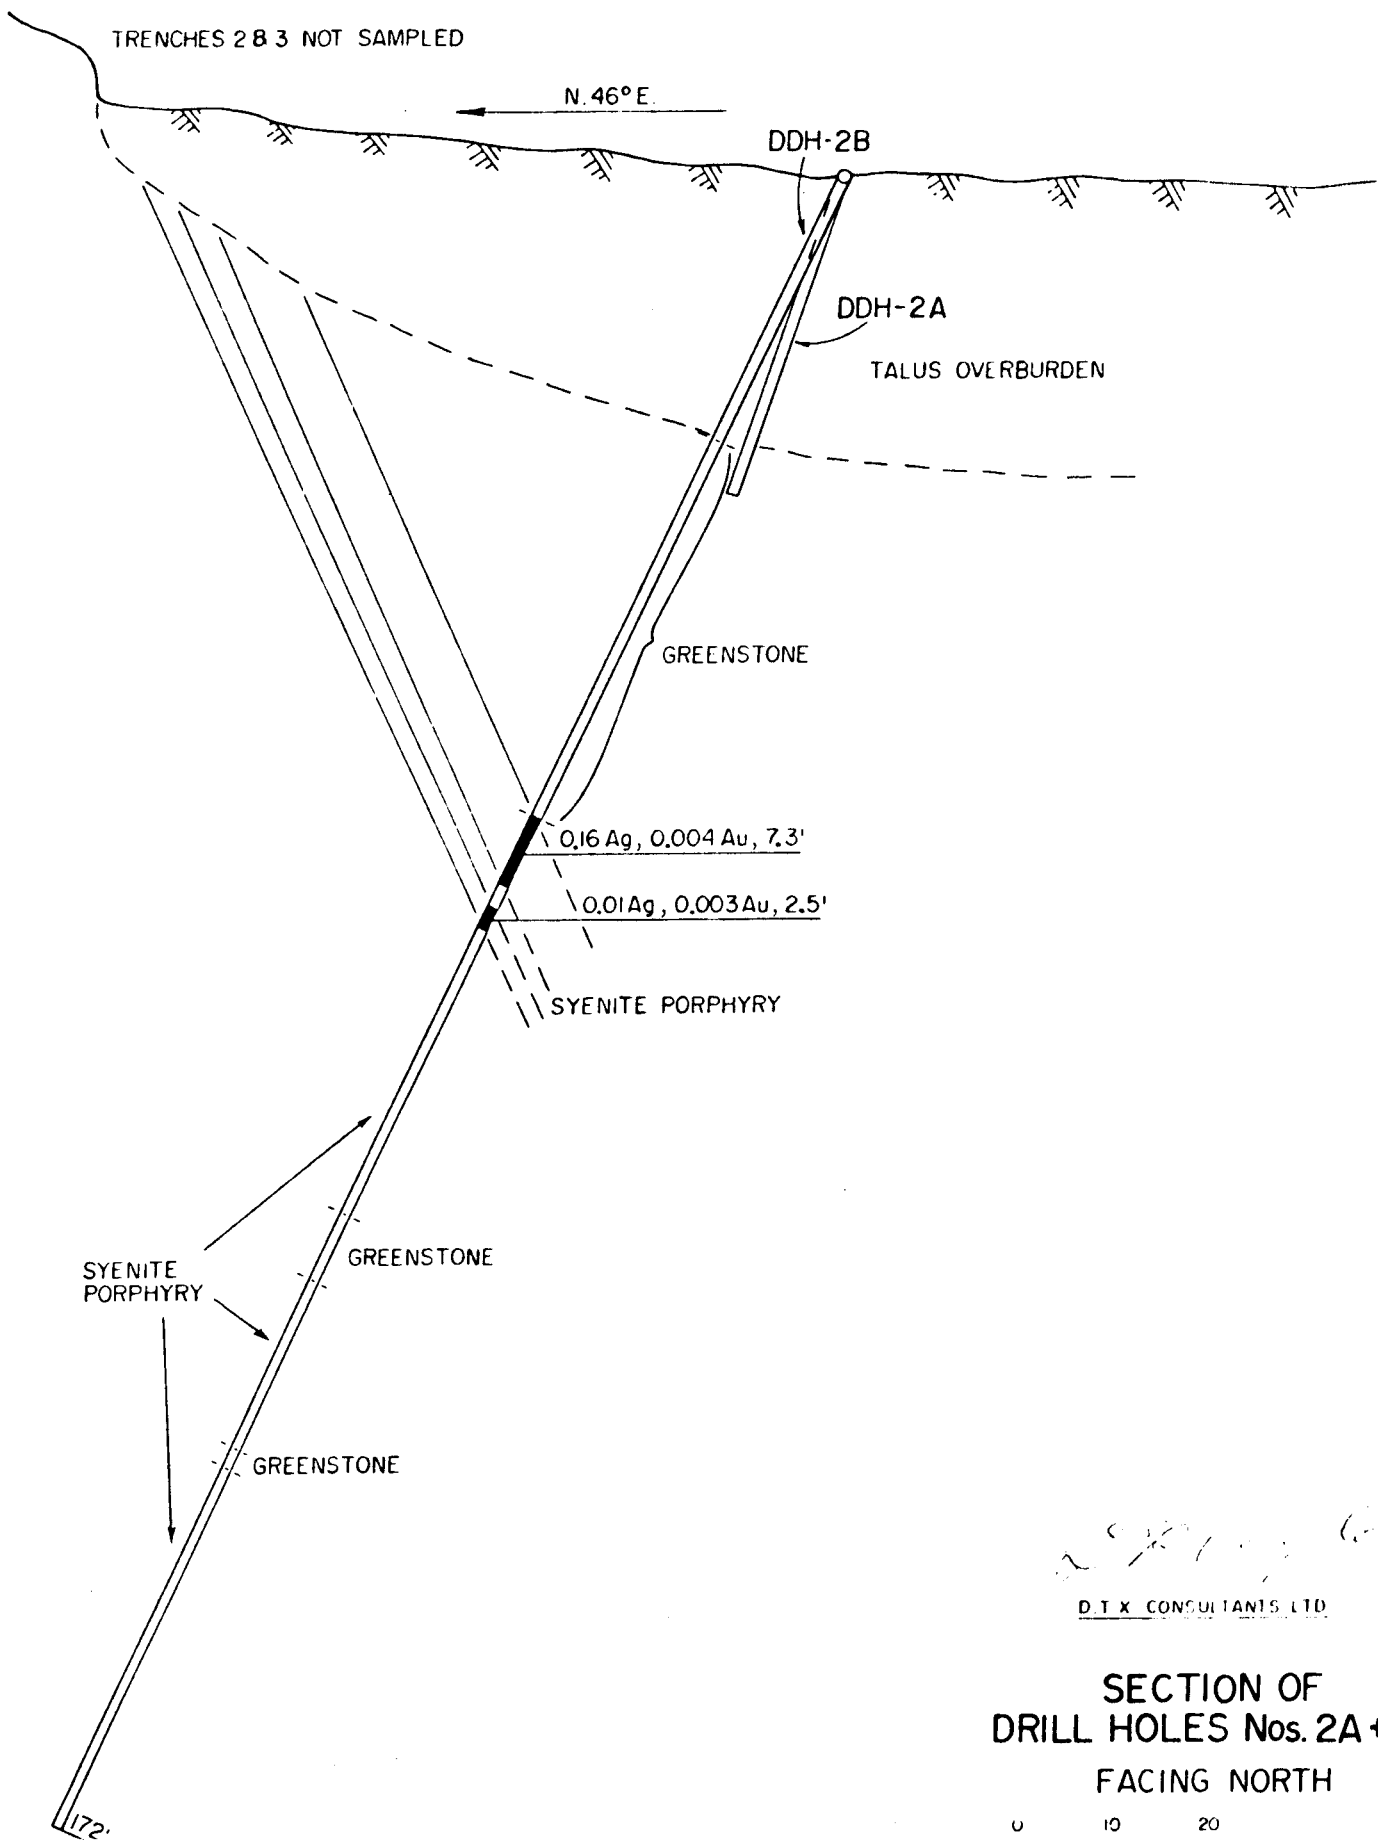 TRENCHES 2 & 3 NOT SAMPLED
N. 46° E.
DDH-2B
DDH-2A
TALUS OVERBURDEN
GREENSTONE
0.16 Ag, 0.004 Au, 7.3'
0.01 Ag, 0.003 Au, 2.5'
SYENITE PORPHYRY
SYENITE
PORPHYRY
GREENSTONE
GREENSTONE
172'
D.T.X CONSULTANTS LTD
SECTION OF
DRILL HOLES Nos. 2A
FACING NORTH
0 10 20